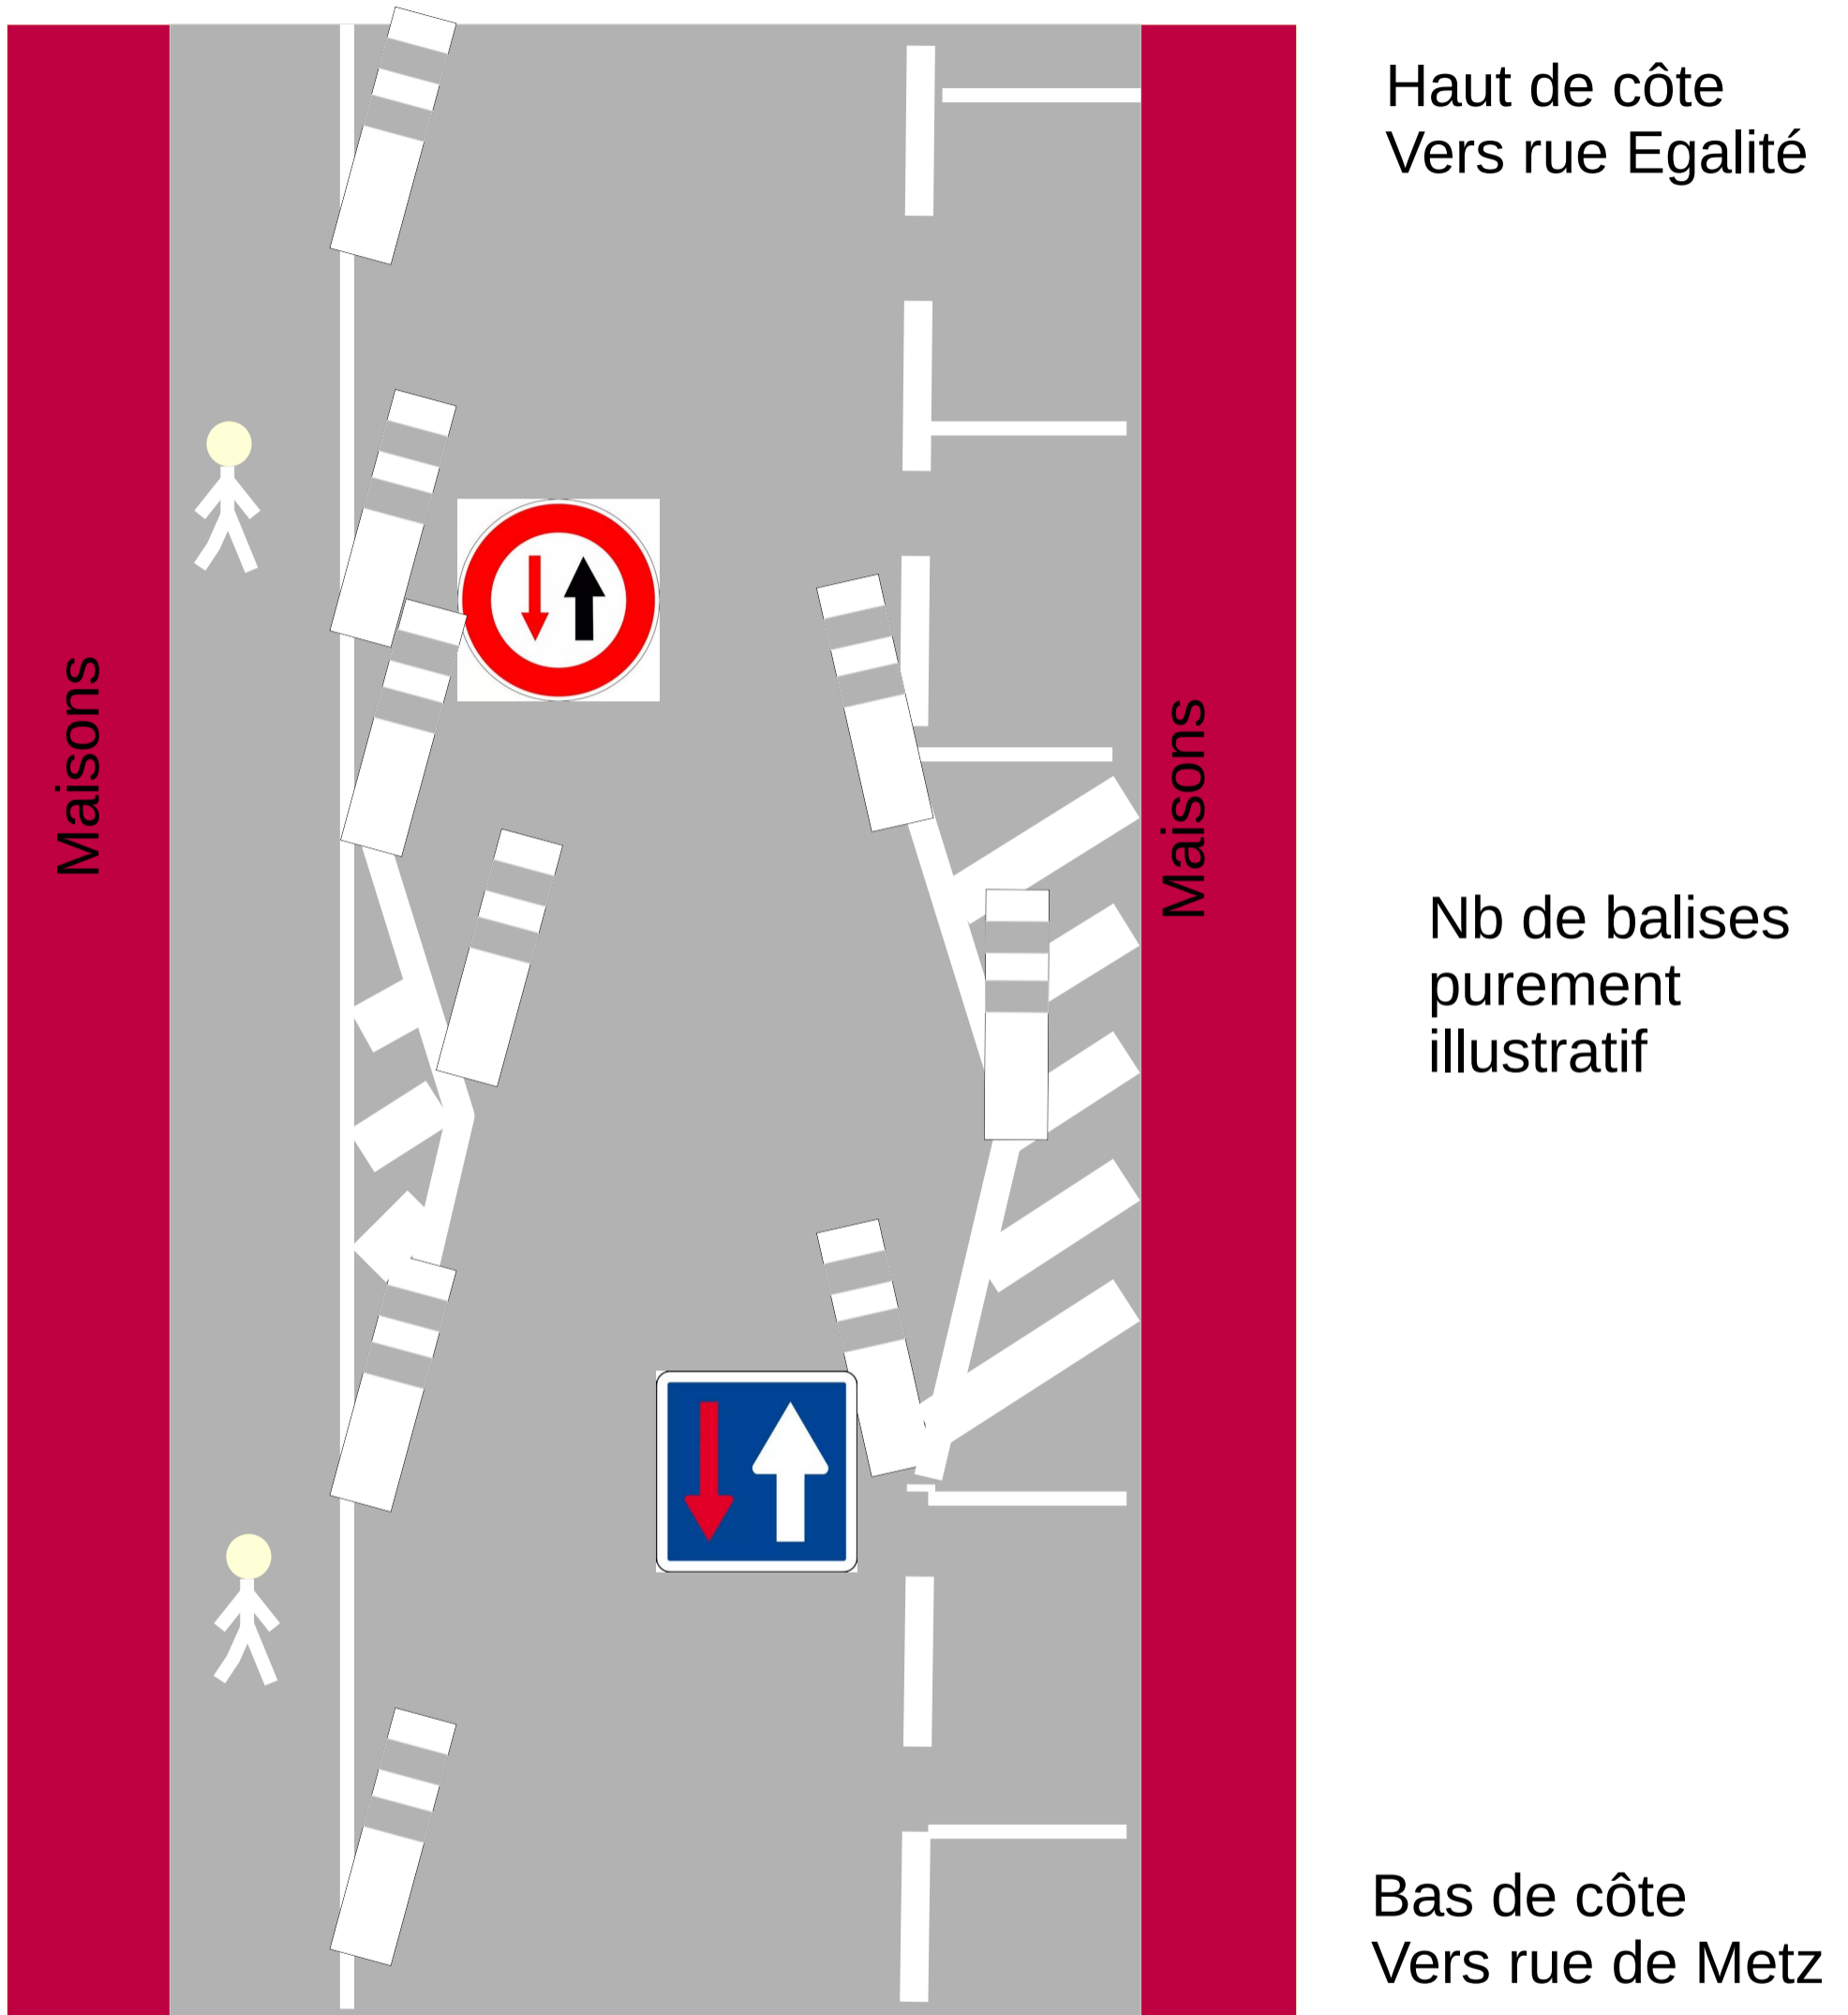 Haut de côte
Vers rue Egalité
Maisons
Maisons
Nb de balises
purement
illustratif
Bas de côte
Vers rue de Metz